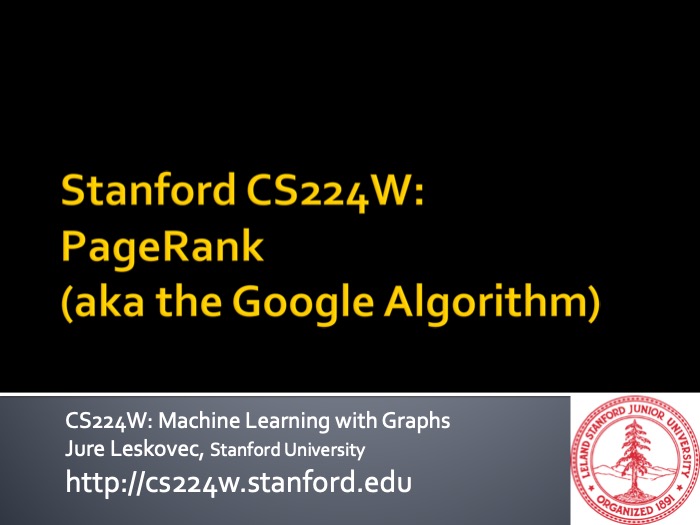 Stanford CS224W:
PageRank
(aka the Google Algorithm)
CS224W: Machine Learning with Graphs
Jure Leskovec, Stanford University
http://cs224w.stanford.edu
LELAND STANFORD JUNIOR UNIVERSITY
ORGANIZED 1891